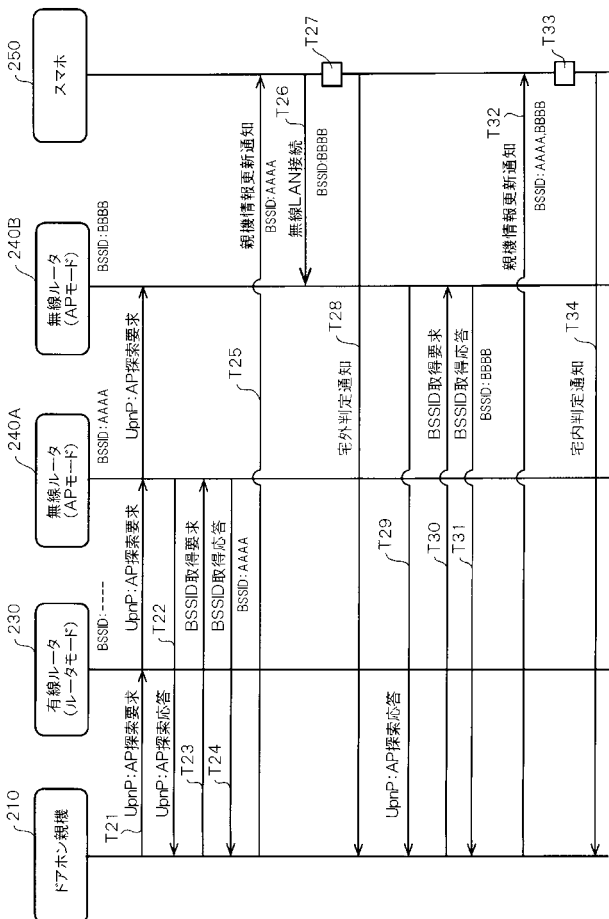 210
ドアホン親機
230
有線ルータ
(ルータモード)
BSSID:----
240A
無線ルータ
(APモード)
BSSID:AAAA
240B
無線ルータ
(APモード)
BSSID:BBBB
250
スマホ
T21
UpnP:AP探索要求
UpnP:AP探索要求
UpnP:AP探索要求
T22
UpnP:AP探索応答
T23
BSSID取得要求
T24
BSSID取得応答
BSSID:AAAA
T25
親機情報更新通知
BSSID:AAAA
T26
無線LAN接続
BSSID:BBBB
T27
T28
宅外判定通知
T29
UpnP:AP探索応答
T30
BSSID取得要求
T31
BSSID取得応答
BSSID:BBBB
T32
親機情報更新通知
BSSID:AAAA,BBBB
T33
T34
宅内判定通知